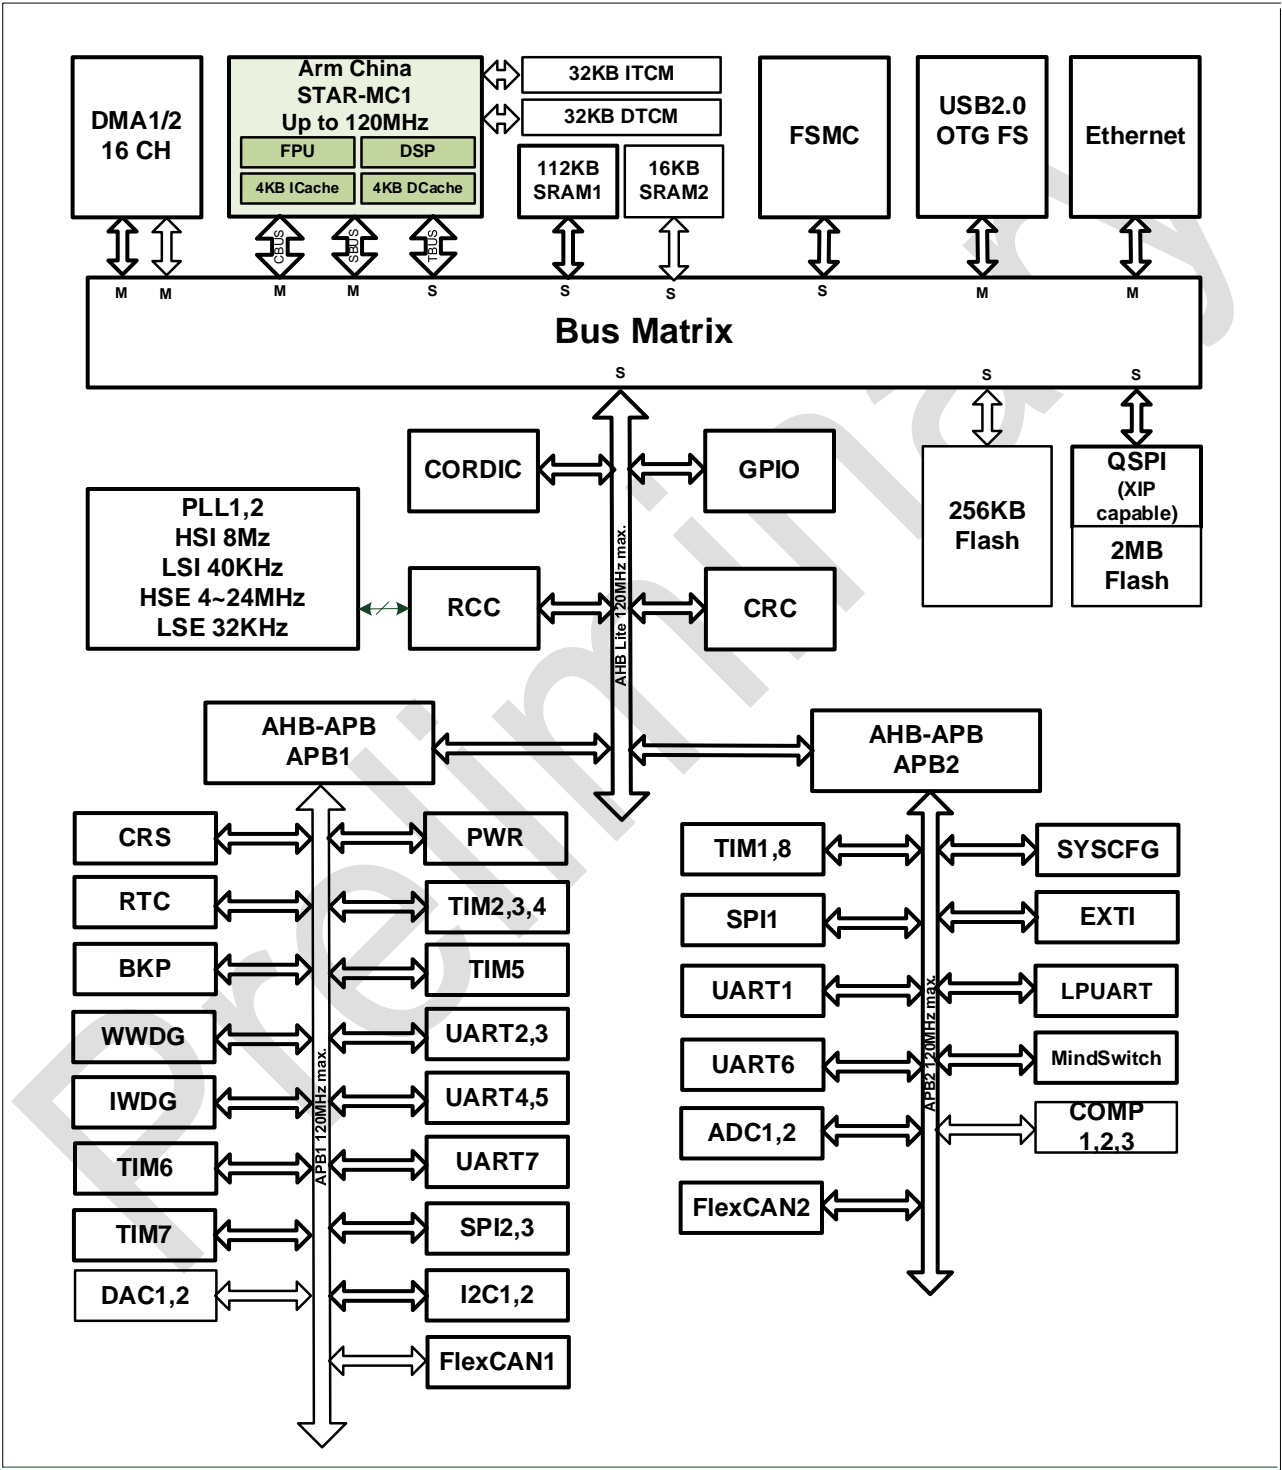 DMA1/2
16 CH
Arm China
STAR-MC1
Up to 120MHz
FPU
DSP
4KB ICache
4KB DCache
32KB ITCM
32KB DTCM
112KB
SRAM1
16KB
SRAM2
FSMC
USB2.0
OTG FS
Ethernet
CBUS
SBUS
TBUS
M
M
M
M
S
S
S
S
M
M
Bus Matrix
S
S
S
CORDIC
GPIO
256KB
Flash
QSPI
(XIP
capable)
2MB
Flash
PLL1,2
HSI 8Mz
LSI 40KHz
HSE 4~24MHz
LSE 32KHz
RCC
CRC
AHB Lite 120MHz max.
AHB-APB
APB1
AHB-APB
APB2
CRS
PWR
RTC
TIM2,3,4
BKP
TIM5
WWDG
UART2,3
IWDG
UART4,5
TIM6
UART7
TIM7
SPI2,3
DAC1,2
I2C1,2
FlexCAN1
APB1 120MHz max.
TIM1,8
SYSCFG
SPI1
EXTI
UART1
LPUART
UART6
MindSwitch
ADC1,2
COMP
1,2,3
FlexCAN2
APB2 120MHz max.
Preliminary